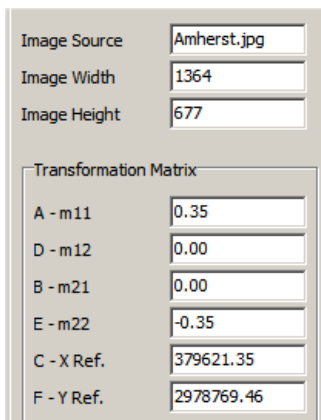 Image Source Amherst.jpg
Image Width 1364
Image Height 677
Transformation Matrix
A - m11 0.35
D - m12 0.00
B - m21 0.00
E - m22 -0.35
C - X Ref. 379621.35
F - Y Ref. 2978769.46